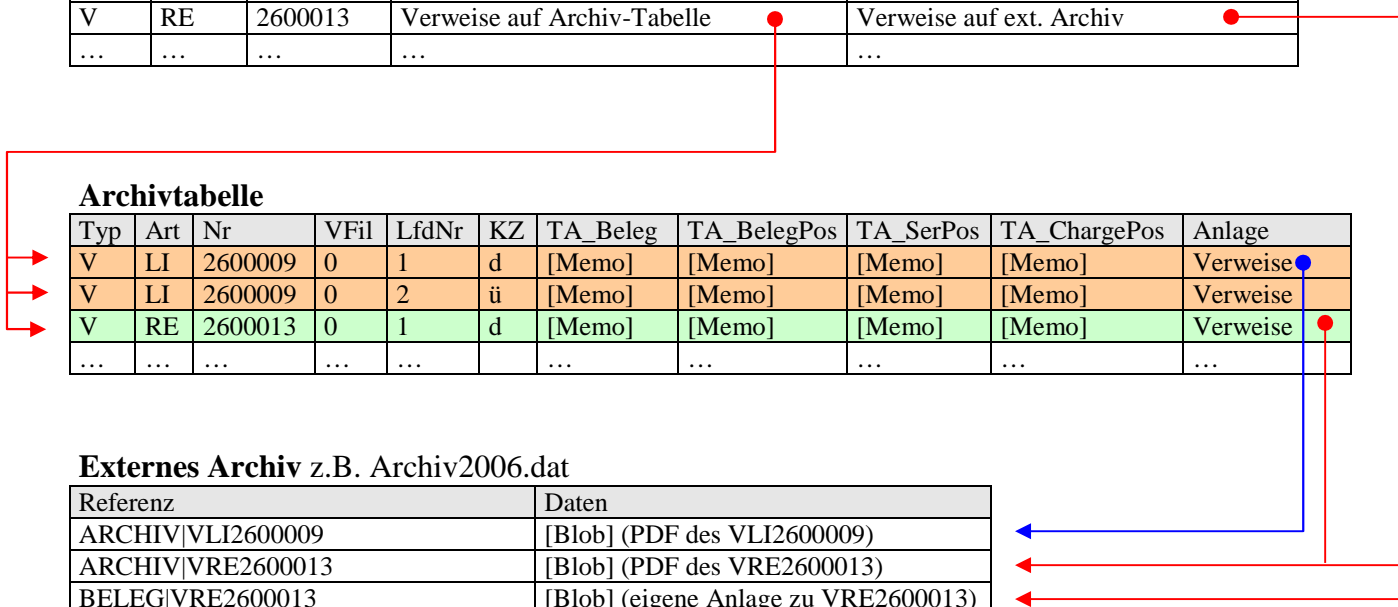 V RE 2600013 Verweise auf Archiv-Tabelle Verweise auf ext. Archiv
… … … … …
Archivtabelle
Typ Art Nr VFil LfdNr KZ TA_Beleg TA_BelegPos TA_SerPos TA_ChargePos Anlage
V LI 2600009 0 1 d [Memo] [Memo] [Memo] [Memo] Verweise
V LI 2600009 0 2 ü [Memo] [Memo] [Memo] [Memo] Verweise
V RE 2600013 0 1 d [Memo] [Memo] [Memo] [Memo] Verweise
… … … … … … … … … …
Externes Archiv z.B. Archiv2006.dat
Referenz Daten
ARCHIV|VLI2600009 [Blob] (PDF des VLI2600009)
ARCHIV|VRE2600013 [Blob] (PDF des VRE2600013)
BELEG|VRE2600013 [Blob] (eigene Anlage zu VRE2600013)